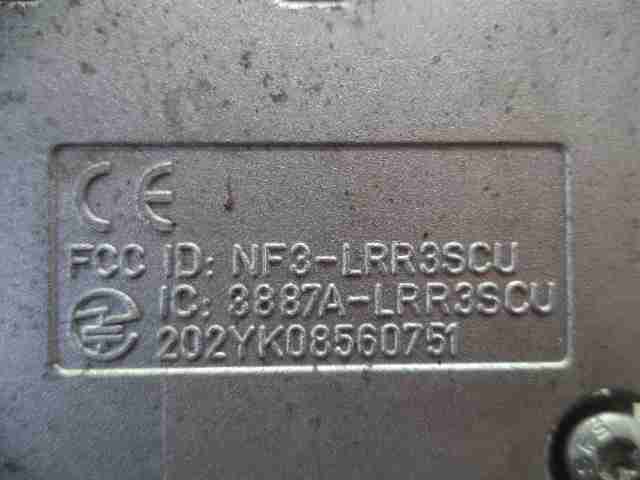 CE
FCC ID: NF3-LRR3SCU
IC: 3887A-LRR3SCU
202YK08560751